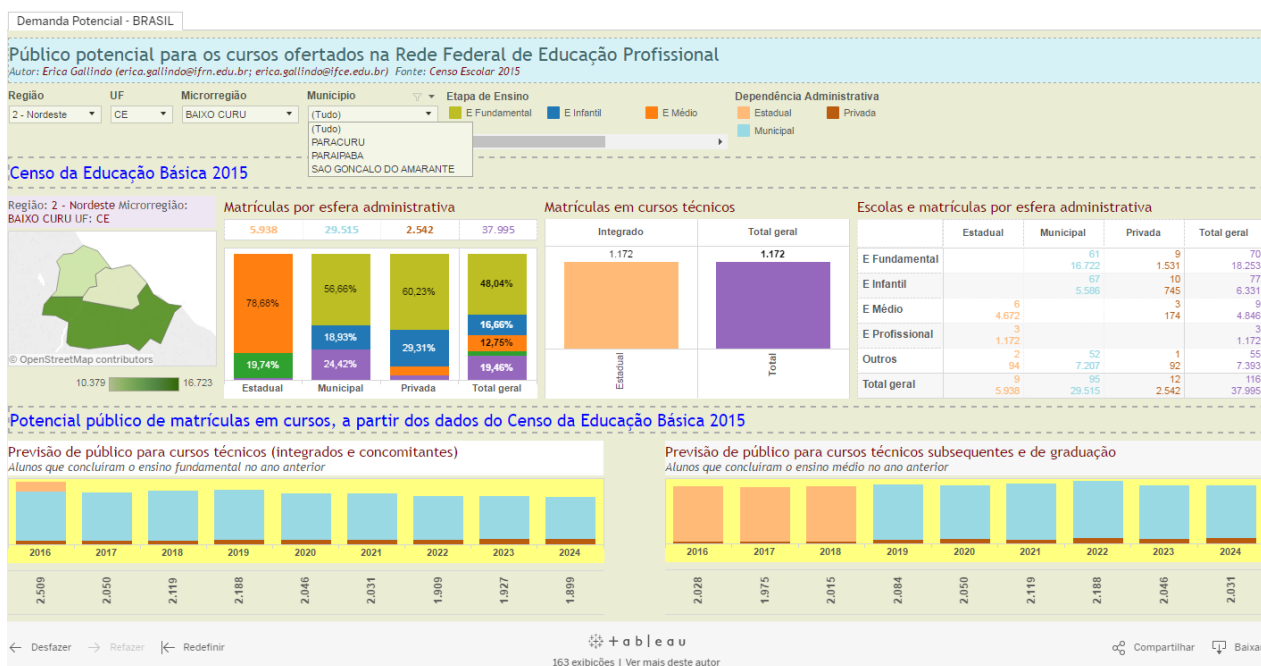 Demanda Potencial - BRASIL
Público potencial para os cursos ofertados na Rede Federal de Educação Profissional
Autor: Erica Gallindo (erica.gallindo@ifrn.edu.br; erica.gallindo@ifce.edu.br) Fonte: Censo Escolar 2015
Região UF Microrregião Município Etapa de Ensino Dependência Administrativa
2 - Nordeste CE BAIXO CURU (Tudo) E Fundamental E Infantil E Médio Estadual Privada
Municipal
(Tudo)
PARACURU
PARAIPABA
SAO GONCALO DO AMARANTE
Censo da Educação Básica 2015
Região: 2 - Nordeste Microrregião:
BAIXO CURU UF: CE
© OpenStreetMap contributors
10.379 16.723
Matrículas por esfera administrativa
5.938 29.515 2.542 37.995
78,68% 56,66% 60,23% 48,04%
16,66%
18,93% 29,31% 12,75%
19,74% 24,42% 19,46%
Estadual Municipal Privada Total geral
Matrículas em cursos técnicos
Integrado Total geral
1.172 1.172
Estadual Total
Escolas e matrículas por esfera administrativa
Estadual Municipal Privada Total geral
E Fundamental 61 9 70
16.722 1.531 18.253
E Infantil 67 10 77
5.586 745 6.331
E Médio 6 3 9
4.672 174 4.846
E Profissional 3 3
1.172 1.172
Outros 2 52 1 55
94 7.207 92 7.393
Total geral 9 95 12 116
5.938 29.515 2.542 37.995
Potencial público de matrículas em cursos, a partir dos dados do Censo da Educação Básica 2015
Previsão de público para cursos técnicos (integrados e concomitantes)
Alunos que concluiram o ensino fundamental no ano anterior
2016 2017 2018 2019 2020 2021 2022 2023 2024
2.509 2.050 2.119 2.188 2.046 2.031 1.909 1.927 1.899
Previsão de público para cursos técnicos subsequentes e de graduação
Alunos que concluiram o ensino médio no ano anterior
2016 2017 2018 2019 2020 2021 2022 2023 2024
2.028 1.975 2.015 2.084 2.050 2.119 2.188 2.046 2.031
Desfazer Refazer Redefinir
+ableau
163 exibições | Ver mais deste autor
Compartilhar Baixar